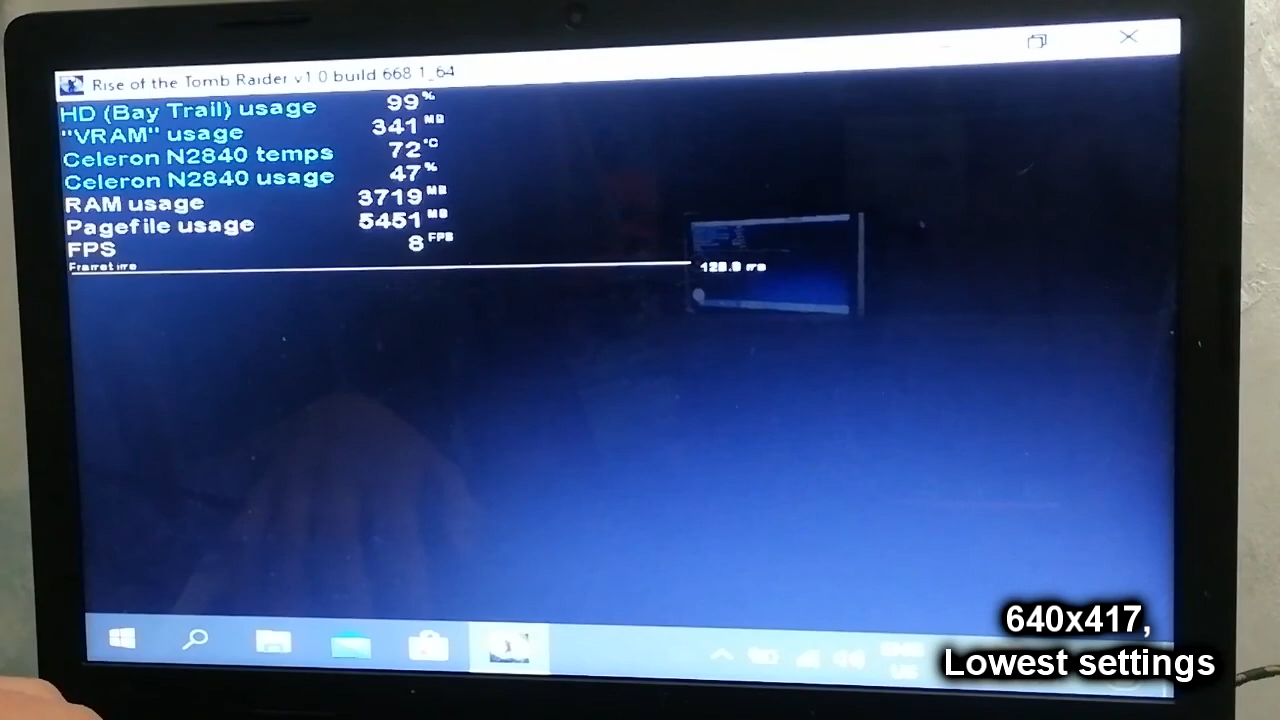 Rise of the Tomb Raider v1.0 build 668.1_64
HD (Bay Trail) usage 99 %
"VRAM" usage 341 MB
Celeron N2840 temps 72 °C
Celeron N2840 usage 47 %
RAM usage 3719 MB
Pagefile usage 5451 MB
FPS 8 FPS
Frametime
640x417,
Lowest settings